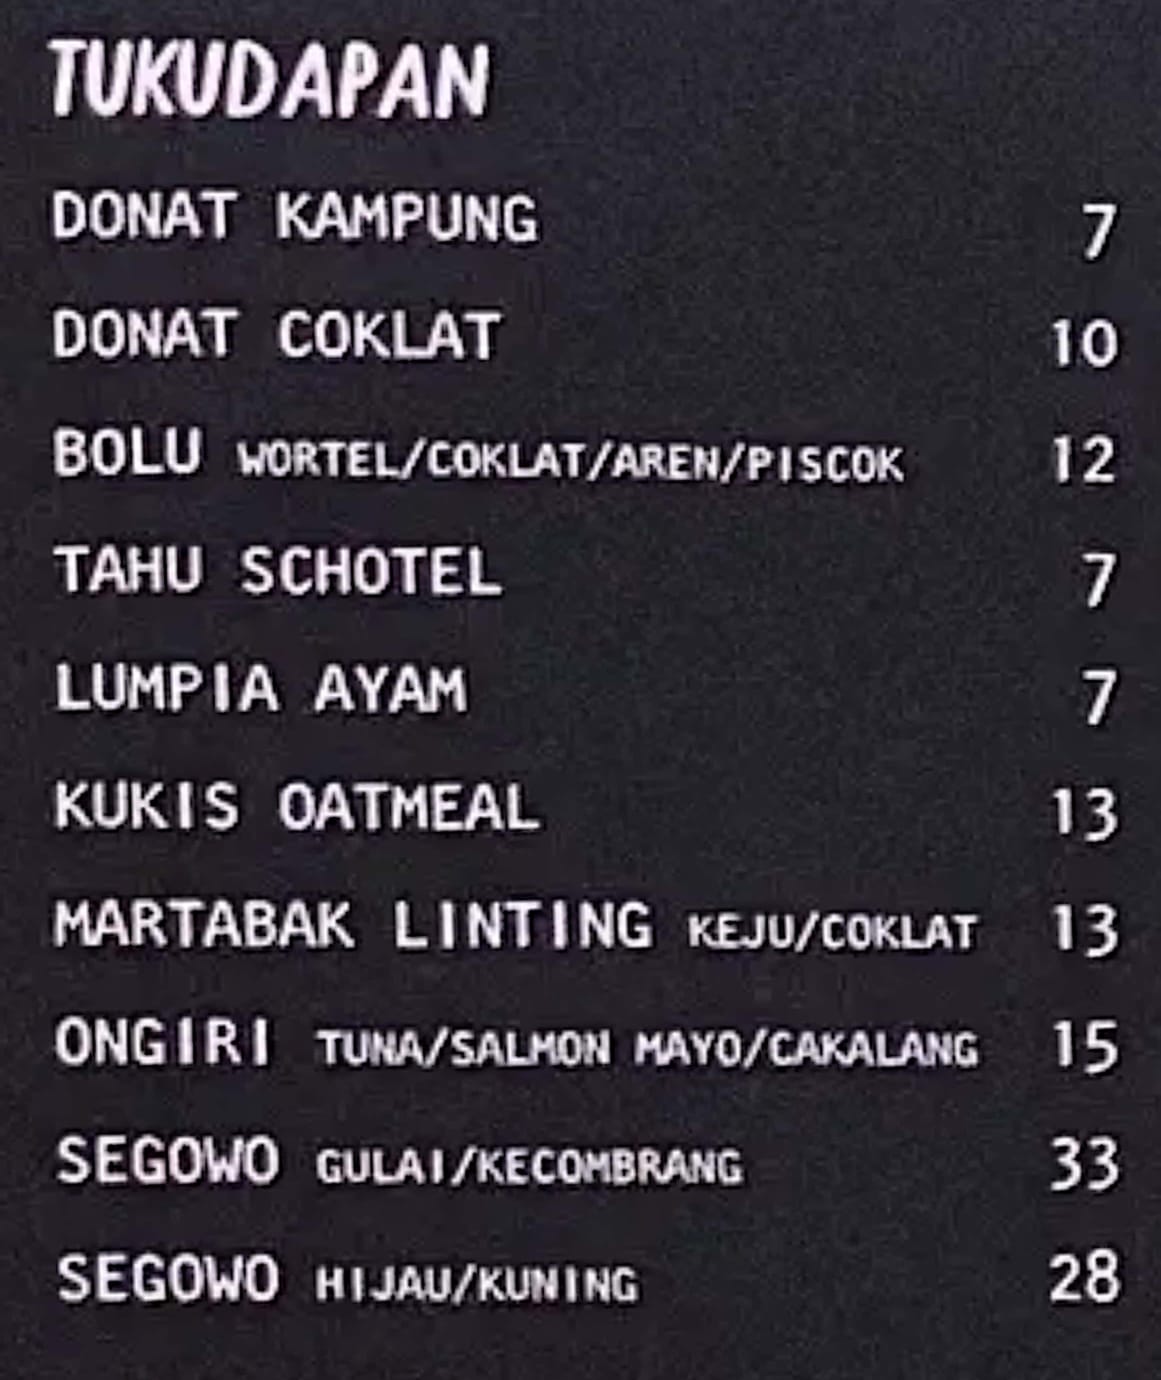 TUKUDAPAN
DONAT KAMPUNG 7
DONAT COKLAT 10
BOLU WORTEL/COKLAT/AREN/PISCOK 12
TAHU SCHOTEL 7
LUMPIA AYAM 7
KUKIS OATMEAL 13
MARTABAK LINTING KEJU/COKLAT 13
ONGIRI TUNA/SALMON MAYO/CAKALANG 15
SEGOWO GULAI/KECOMBRANG 33
SEGOWO HIJAU/KUNING 28